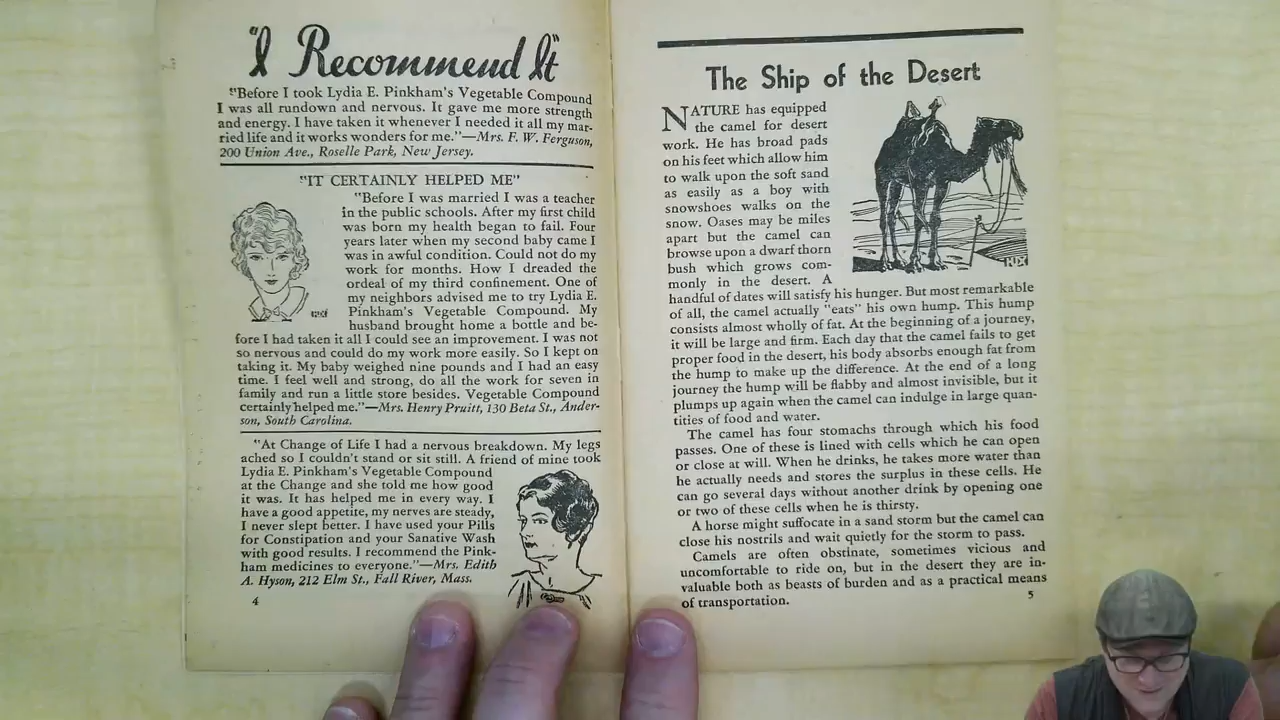 "I Recommend It"
"Before I took Lydia E. Pinkham's Vegetable Compound
I was all rundown and nervous. It gave me more strength
and energy. I have taken it whenever I needed it all my mar-
ried life and it works wonders for me."—Mrs. F. W. Ferguson,
200 Union Ave., Roselle Park, New Jersey.
"IT CERTAINLY HELPED ME"
"Before I was married I was a teacher
in the public schools. After my first child
was born my health began to fail. Four
years later when my second baby came I
was in awful condition. Could not do my
work for months. How I dreaded the
ordeal of my third confinement. One of
my neighbors advised me to try Lydia E.
Pinkham's Vegetable Compound. My
husband brought home a bottle and be-
fore I had taken it all I could see an improvement. I was not
so nervous and could do my work more easily. So I kept on
taking it. My baby weighed nine pounds and I had an easy
time. I feel well and strong, do all the work for seven in
family and run a little store besides. Vegetable Compound
certainly helped me."—Mrs. Henry Pruitt, 130 Beta St., Ander-
son, South Carolina.
"At Change of Life I had a nervous breakdown. My legs
ached so I couldn't stand or sit still. A friend of mine took
Lydia E. Pinkham's Vegetable Compound
at the Change and she told me how good
it was. It has helped me in every way. I
have a good appetite, my nerves are steady,
I never slept better. I have used your Pills
for Constipation and your Sanative Wash
with good results. I recommend the Pink-
ham medicines to everyone."—Mrs. Edith
A. Hyson, 212 Elm St., Fall River, Mass.
4
The Ship of the Desert
NATURE has equipped
the camel for desert
work. He has broad pads
on his feet which allow him
to walk upon the soft sand
as easily as a boy with
snowshoes walks on the
snow. Oases may be miles
apart but the camel can
browse upon a dwarf thorn
bush which grows com-
monly in the desert. A
handful of dates will satisfy his hunger. But most remarkable
of all, the camel actually "eats" his own hump. This hump
consists almost wholly of fat. At the beginning of a journey,
it will be large and firm. Each day that the camel fails to get
proper food in the desert, his body absorbs enough fat from
the hump to make up the difference. At the end of a long
journey the hump will be flabby and almost invisible, but it
plumps up again when the camel can indulge in large quan-
tities of food and water.
The camel has four stomachs through which his food
passes. One of these is lined with cells which he can open
or close at will. When he drinks, he takes more water than
he actually needs and stores the surplus in these cells. He
can go several days without another drink by opening one
or two of these cells when he is thirsty.
A horse might suffocate in a sand storm but the camel can
close his nostrils and wait quietly for the storm to pass.
Camels are often obstinate, sometimes vicious and
uncomfortable to ride on, but in the desert they are in-
valuable both as beasts of burden and as a practical means
of transportation.
5